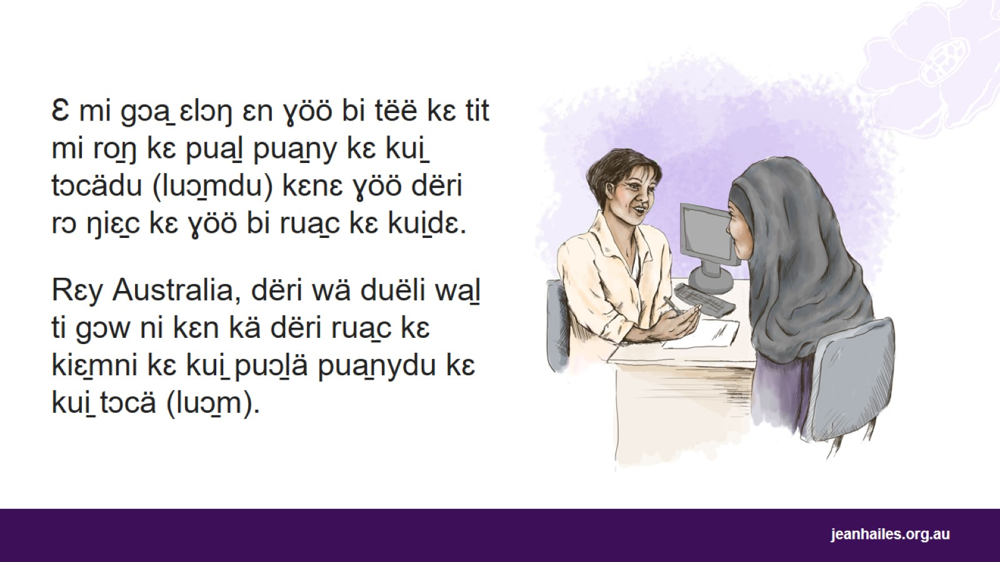 Ɛ mi gɔa̱ ɛlɔŋ ɛn ɣöö bi tëë kɛ tit
mi ro̱ŋ kɛ puaḻ pua̱ny kɛ kui̱
tɔcädu (luɔ̱mdu) kɛnɛ ɣöö dëri
rɔ ŋiɛ̱c kɛ ɣöö bi rua̱c kɛ kui̱dɛ.
Rɛy Australia, dëri wä duëli waḻ
ti gɔw ni kɛn kä dëri rua̱c kɛ
kiɛ̱mni kɛ kui̱ puɔḻä pua̱nydu kɛ
kui̱ tɔcä (luɔ̱m).
jeanhailes.org.au